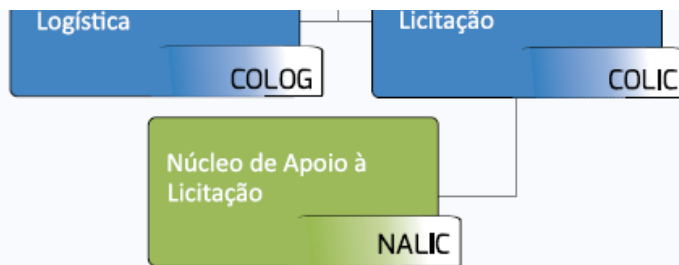 Logística
COLOG
Licitação
COLIC
Núcleo de Apoio à
Licitação
NALIC